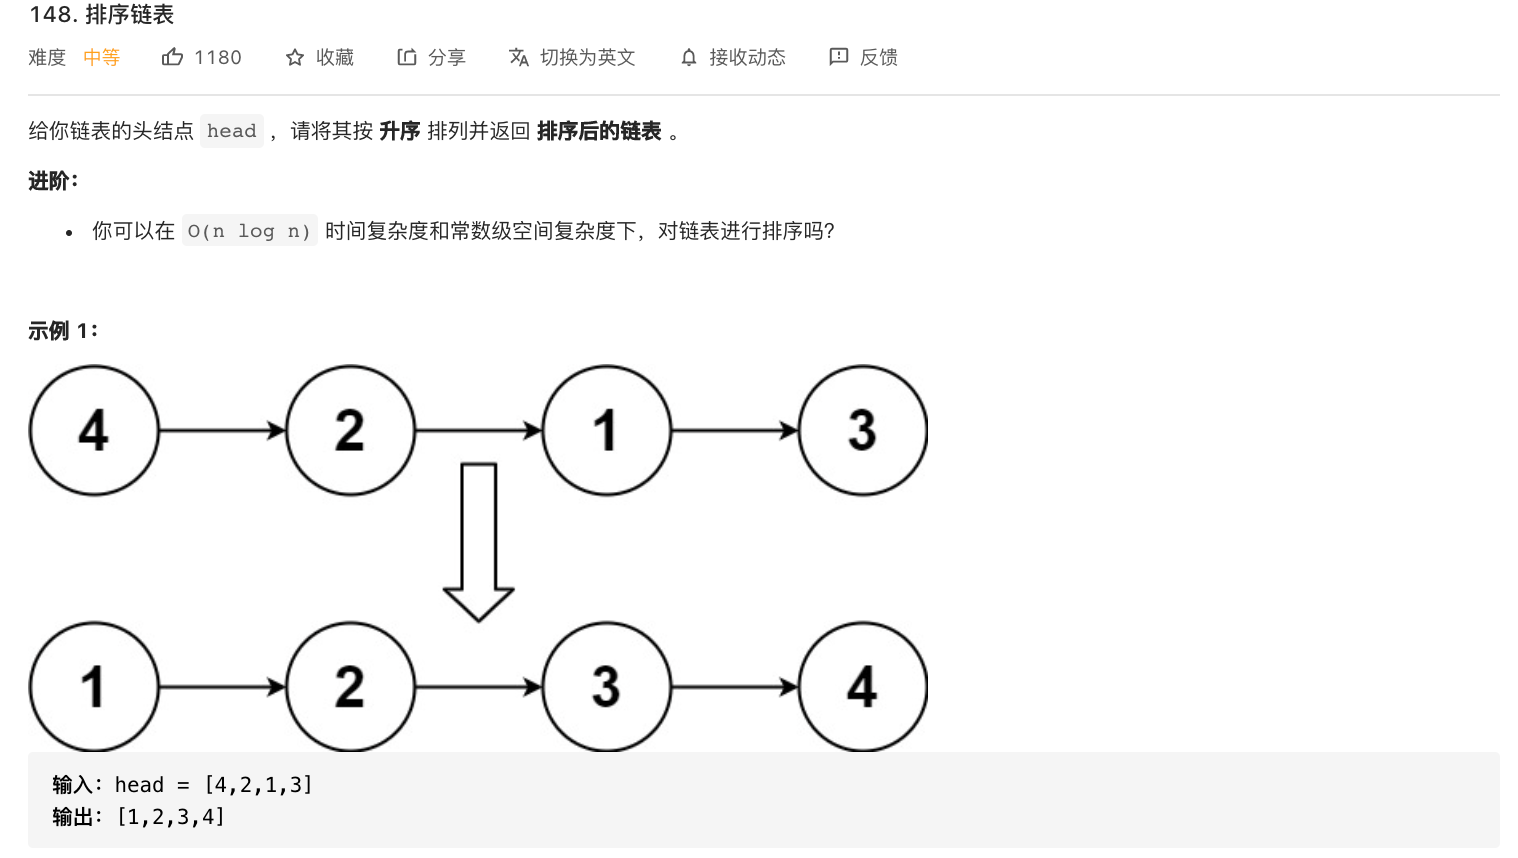 148. 排序链表
难度 中等 1180 收藏 分享 切换为英文 接收动态 反馈
给你链表的头结点 head ，请将其按 升序 排列并返回 排序后的链表 。
进阶：
• 你可以在 O(n log n) 时间复杂度和常数级空间复杂度下，对链表进行排序吗？
示例 1：
4 2 1 3
1 2 3 4
输入：head = [4,2,1,3]
输出：[1,2,3,4]